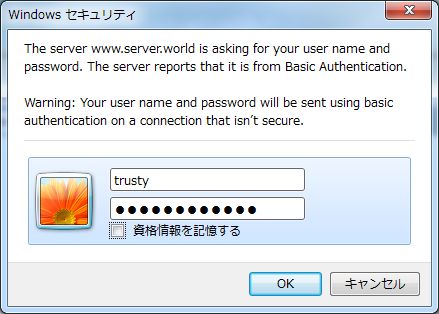 Windows セキュリティ
The server www.server.world is asking for your user name and
password. The server reports that it is from Basic Authentication.
Warning: Your user name and password will be sent using basic
authentication on a connection that isn´t secure.
trusty
●●●●●●●●●●●●
資格情報を記憶する
OK
キャンセル